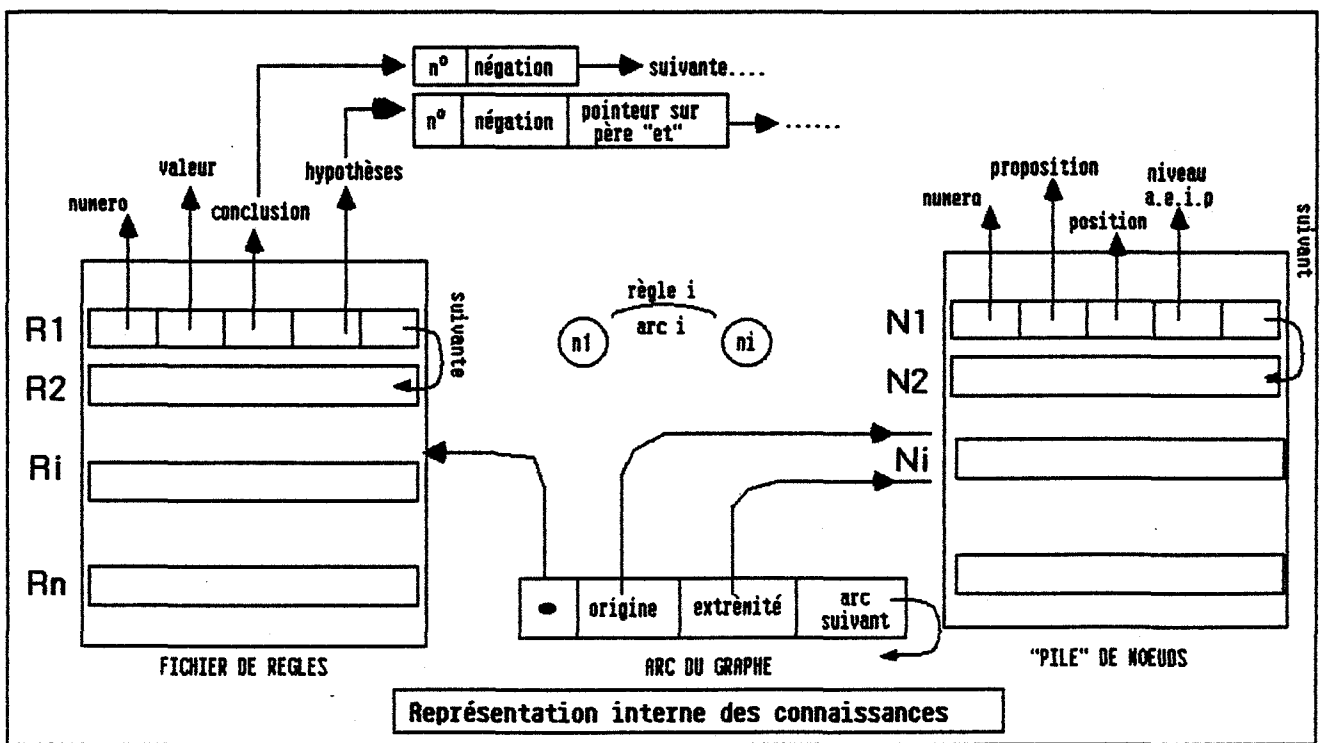 n° négation suivante....
n° négation pointeur sur père "et" ......
valeur
hypothèses
numero
conclusion
proposition
niveau
a.e.i.p
numero
position
suivant
R1
suivante
R2
Ri
Rn
règle i
arc i
n1
ni
N1
N2
Ni
origine
extrèmité
arc suivant
FICHIER DE REGLES
ARC DU GRAPHE
"PILE" DE NOEUDS
Représentation interne des connaissances